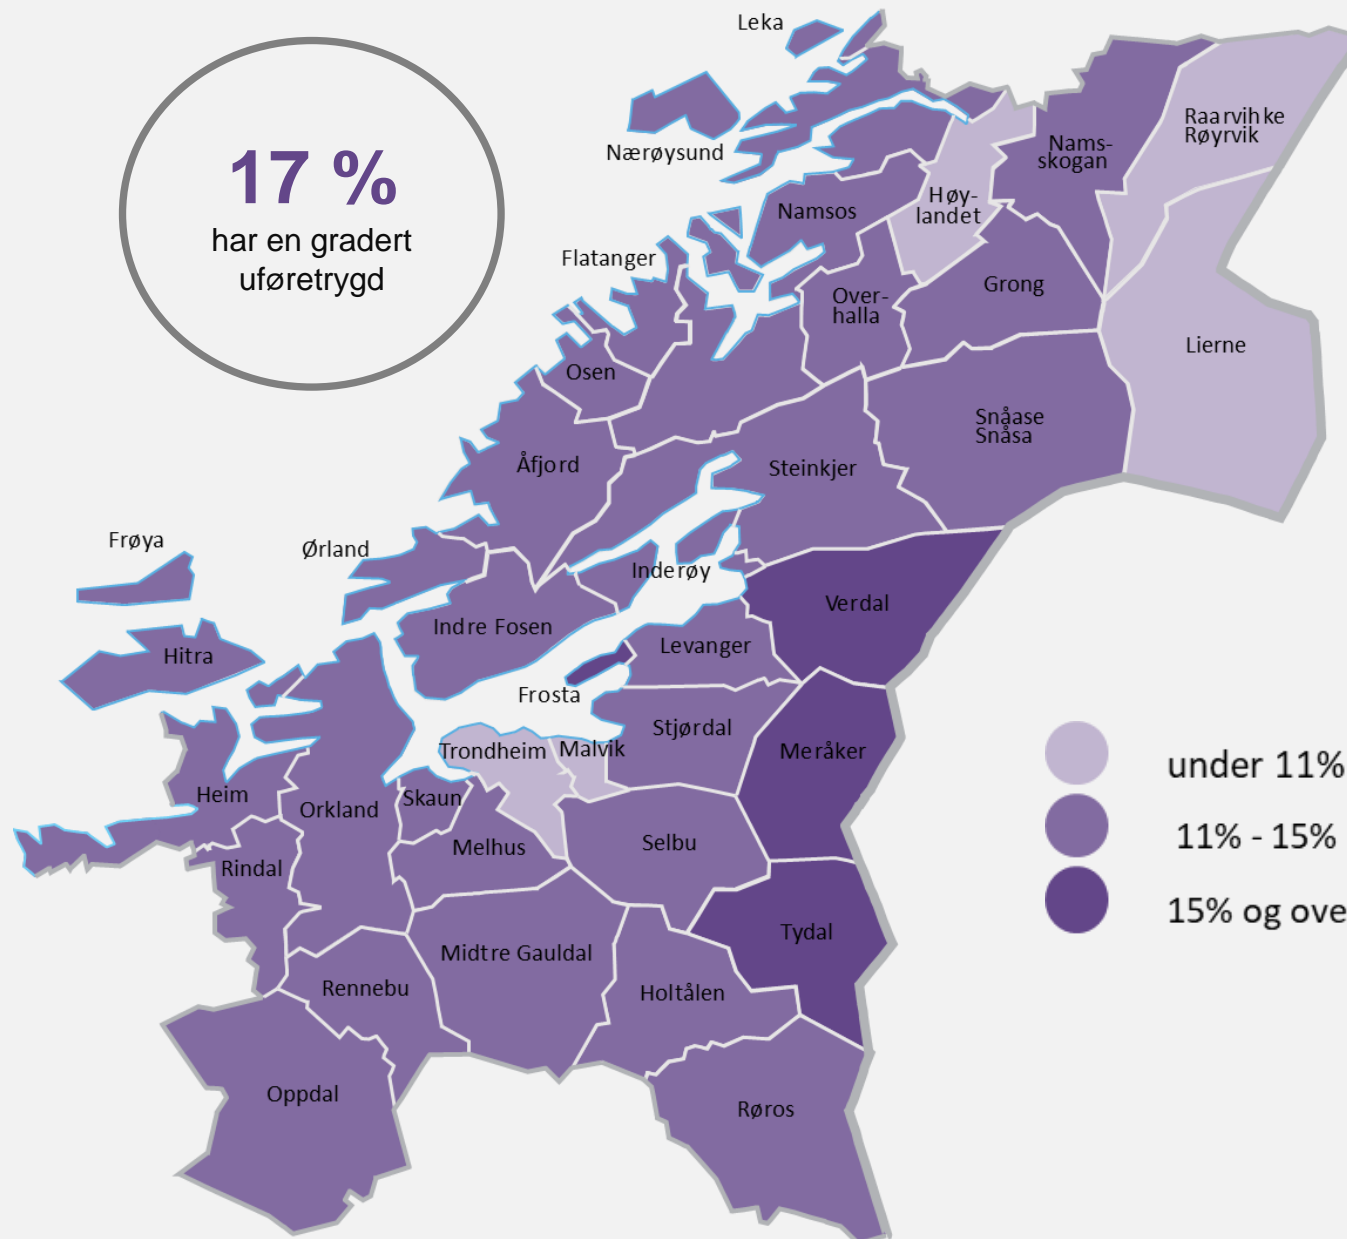 17 %
har en gradert
uføretrygd
Leka
Nærøysund
Namsos
Høy-
landet
Nams-
skogan
Raarvihke
Røyrvik
Flatanger
Over-
halla
Grong
Lierne
Osen
Snåase
Snåsa
Åfjord
Steinkjer
Frøya
Ørland
Inderøy
Verdal
Hitra
Indre Fosen
Levanger
Frosta
Stjørdal
Trondheim
Malvik
Meråker
Heim
Orkland
Skaun
Melhus
Selbu
Rindal
Tydal
Midtre Gauldal
Rennebu
Holtålen
Oppdal
Røros
under 11%
11% - 15%
15% og ove